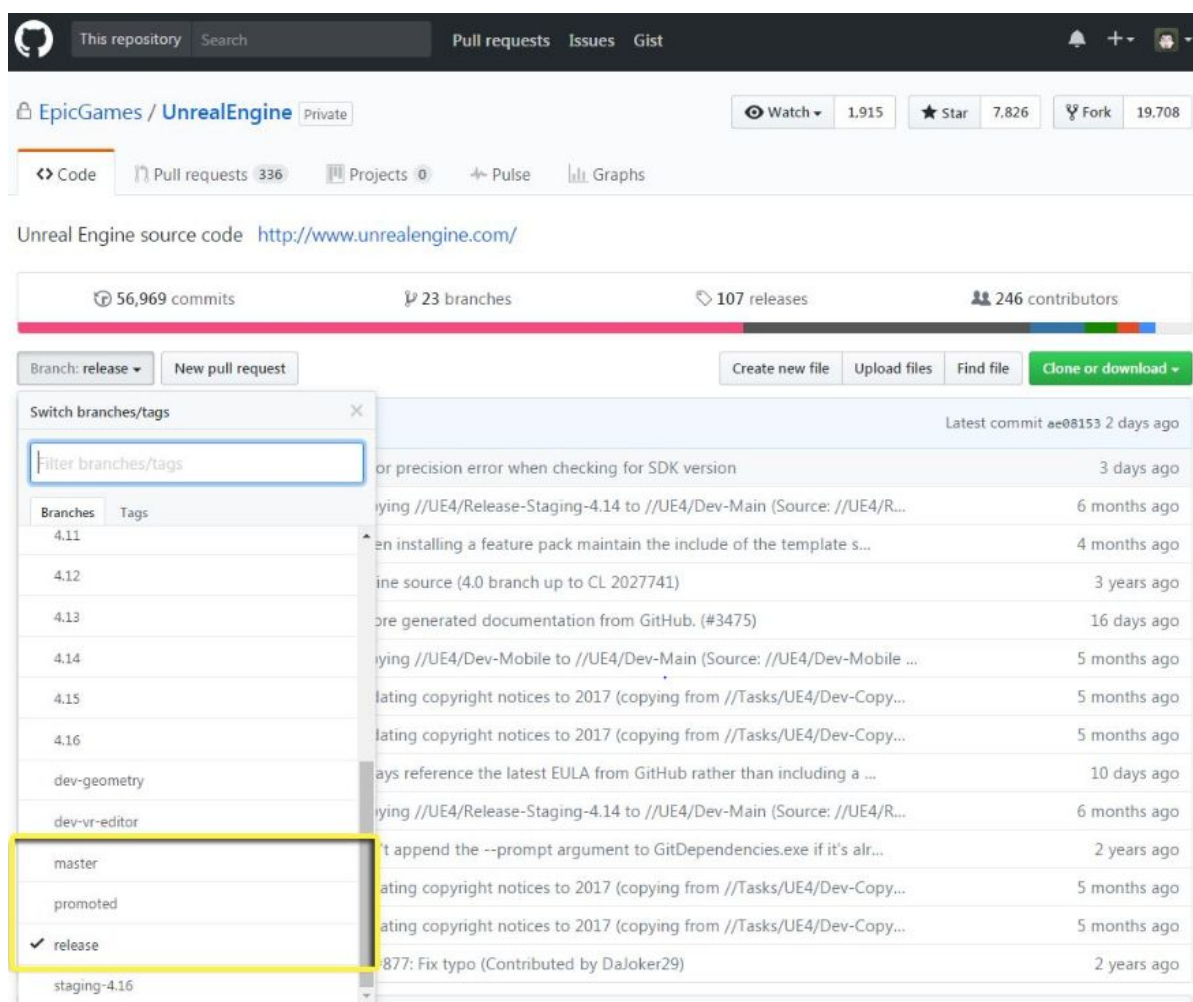 This repository Search Pull requests Issues Gist
EpicGames / UnrealEngine Private Watch 1,915 Star 7,826 Fork 19,708
Code Pull requests 336 Projects 0 Pulse Graphs
Unreal Engine source code http://www.unrealengine.com/
56,969 commits 23 branches 107 releases 246 contributors
Branch: release New pull request Create new file Upload files Find file Clone or download
Switch branches/tags
Latest commit ae08153 2 days ago
Filter branches/tags
or precision error when checking for SDK version 3 days ago
Branches Tags
ying //UE4/Release-Staging-4.14 to //UE4/Dev-Main (Source: //UE4/R... 6 months ago
4.11
en installing a feature pack maintain the include of the template s... 4 months ago
4.12
ine source (4.0 branch up to CL 2027741) 3 years ago
4.13
ore generated documentation from GitHub. (#3475) 16 days ago
4.14
ying //UE4/Dev-Mobile to //UE4/Dev-Main (Source: //UE4/Dev-Mobile ... 5 months ago
4.15
lating copyright notices to 2017 (copying from //Tasks/UE4/Dev-Copy... 5 months ago
4.16
lating copyright notices to 2017 (copying from //Tasks/UE4/Dev-Copy... 5 months ago
dev-geometry
ays reference the latest EULA from GitHub rather than including a ... 10 days ago
dev-vr-editor
ying //UE4/Release-Staging-4.14 to //UE4/Dev-Main (Source: //UE4/R... 6 months ago
master
't append the --prompt argument to GitDependencies.exe if it's alr... 2 years ago
promoted
ating copyright notices to 2017 (copying from //Tasks/UE4/Dev-Copy... 5 months ago
release
ating copyright notices to 2017 (copying from //Tasks/UE4/Dev-Copy... 5 months ago
#877: Fix typo (Contributed by DaJoker29) 2 years ago
staging-4.16